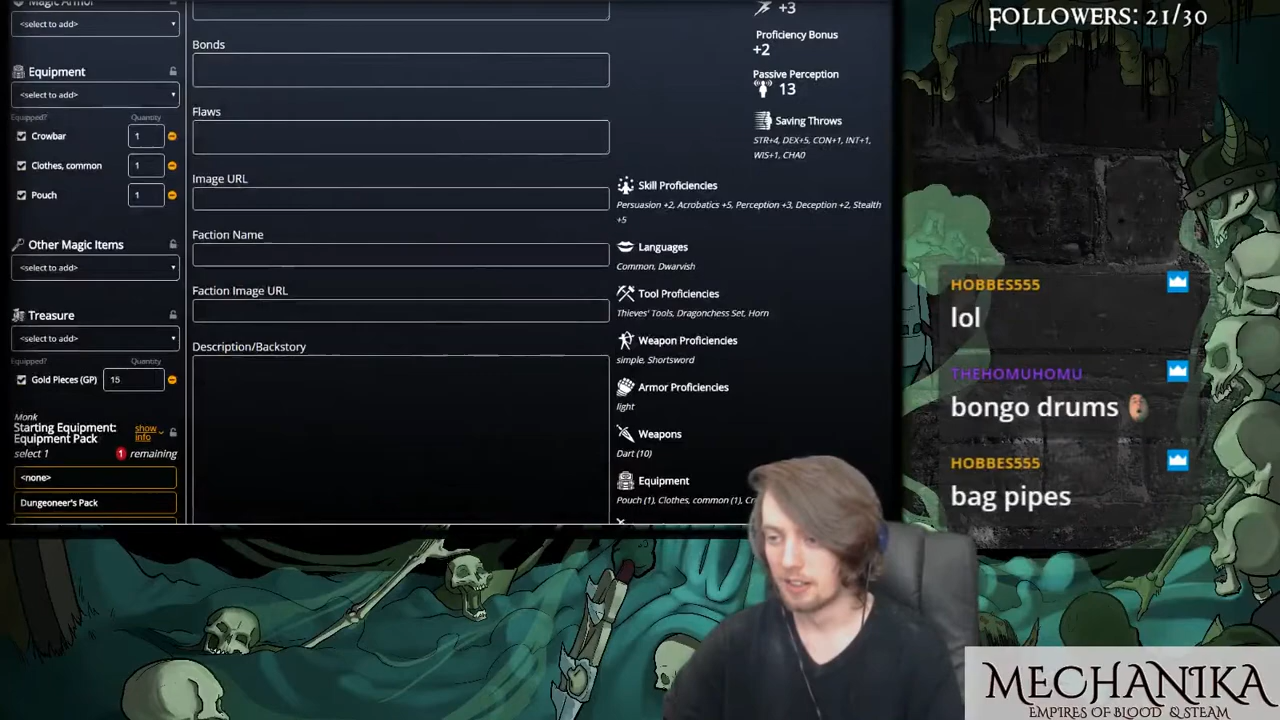 Magic Armor
<select to add>
Equipment
<select to add>
Equipped?
Quantity
Crowbar
1
Clothes, common
1
Pouch
1
Other Magic Items
<select to add>
Treasure
<select to add>
Equipped?
Quantity
Gold Pieces (GP)
15
Monk
Starting Equipment:
Equipment Pack
show
info
select 1
1 remaining
<none>
Dungeoneer's Pack
Bonds
Flaws
Image URL
Faction Name
Faction Image URL
Description/Backstory
+3
Proficiency Bonus
+2
Passive Perception
13
Saving Throws
STR+4, DEX+5, CON+1, INT+1,
WIS+1, CHA0
Skill Proficiencies
Persuasion +2, Acrobatics +5, Perception +3, Deception +2, Stealth
+5
Languages
Common, Dwarvish
Tool Proficiencies
Thieves' Tools, Dragonchess Set, Horn
Weapon Proficiencies
simple, Shortsword
Armor Proficiencies
light
Weapons
Dart (10)
Equipment
Pouch (1), Clothes, common (1),
FOLLOWERS: 21/30
HOBBES555
lol
THEHOMUHOMU
bongo drums
HOBBES555
bag pipes
MECHANIKA
EMPIRES OF BLOOD & STEAM